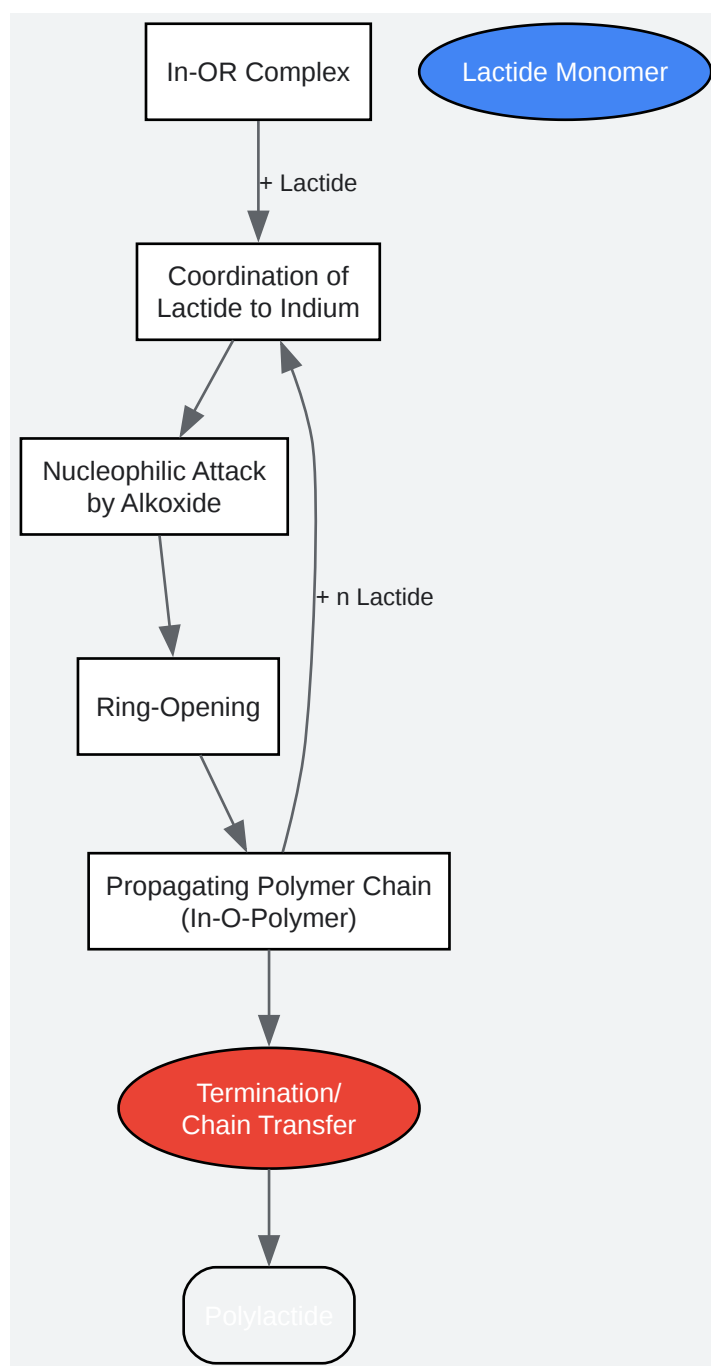 In-OR Complex
Lactide Monomer
+ Lactide
Coordination of
Lactide to Indium
Nucleophilic Attack
by Alkoxide
+ n Lactide
Ring-Opening
Propagating Polymer Chain
(In-O-Polymer)
Termination/
Chain Transfer
Polylactide